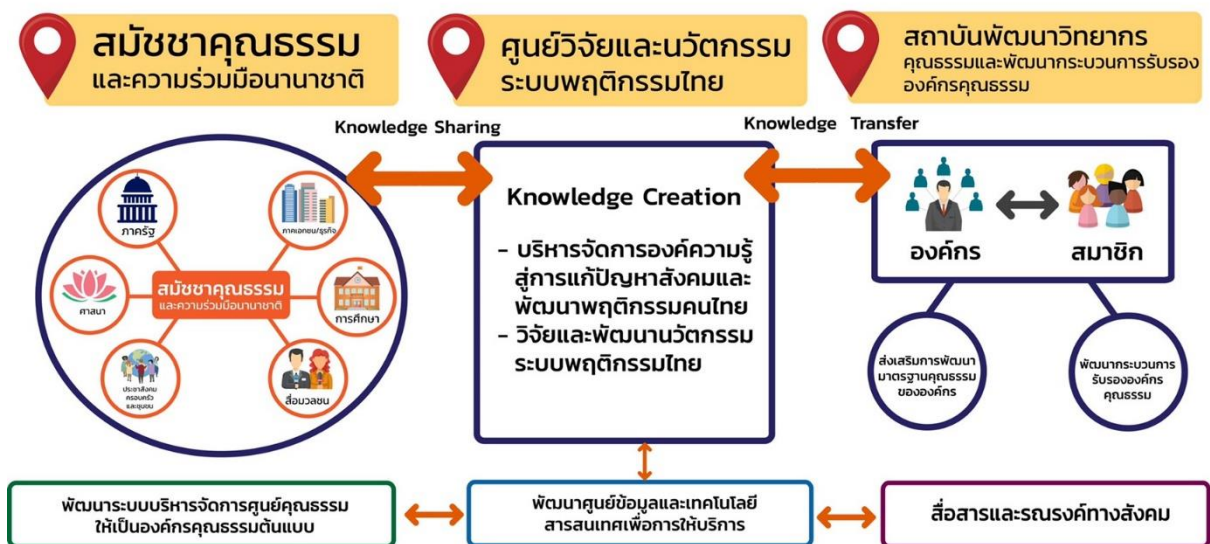 สมัชชาคุณธรรม
และความร่วมมือนานาชาติ
ศูนย์วิจัยและนวัตกรรม
ระบบพฤติกรรมไทย
สถาบันพัฒนาวิทยากร
คุณธรรมและพัฒนากระบวนการรับรอง
องค์กรคุณธรรม
Knowledge Sharing
Knowledge Transfer
ภาครัฐ
ภาคเอกชน/ธุรกิจ
ศาสนา
สมัชชาคุณธรรม
และความร่วมมือนานาชาติ
การศึกษา
ประชาสังคม
ครอบครัว
และชุมชน
สื่อมวลชน
Knowledge Creation
- บริหารจัดการองค์ความรู้
สู่การแก้ปัญหาสังคมและ
พัฒนาพฤติกรรมคนไทย
- วิจัยและพัฒนานวัตกรรม
ระบบพฤติกรรมไทย
องค์กร
สมาชิก
ส่งเสริมการพัฒนา
มาตรฐานคุณธรรม
ขององค์กร
พัฒนากระบวนการ
รับรององค์กร
คุณธรรม
พัฒนาระบบบริหารจัดการศูนย์คุณธรรม
ให้เป็นองค์กรคุณธรรมต้นแบบ
พัฒนาศูนย์ข้อมูลและเทคโนโลยี
สารสนเทศเพื่อการให้บริการ
สื่อสารและรณรงค์ทางสังคม